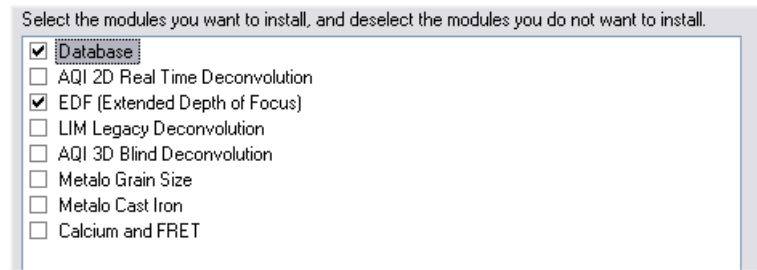 Select the modules you want to install, and deselect the modules you do not want to install.
Database
AQI 2D Real Time Deconvolution
EDF (Extended Depth of Focus)
LIM Legacy Deconvolution
AQI 3D Blind Deconvolution
Metalo Grain Size
Metalo Cast Iron
Calcium and FRET